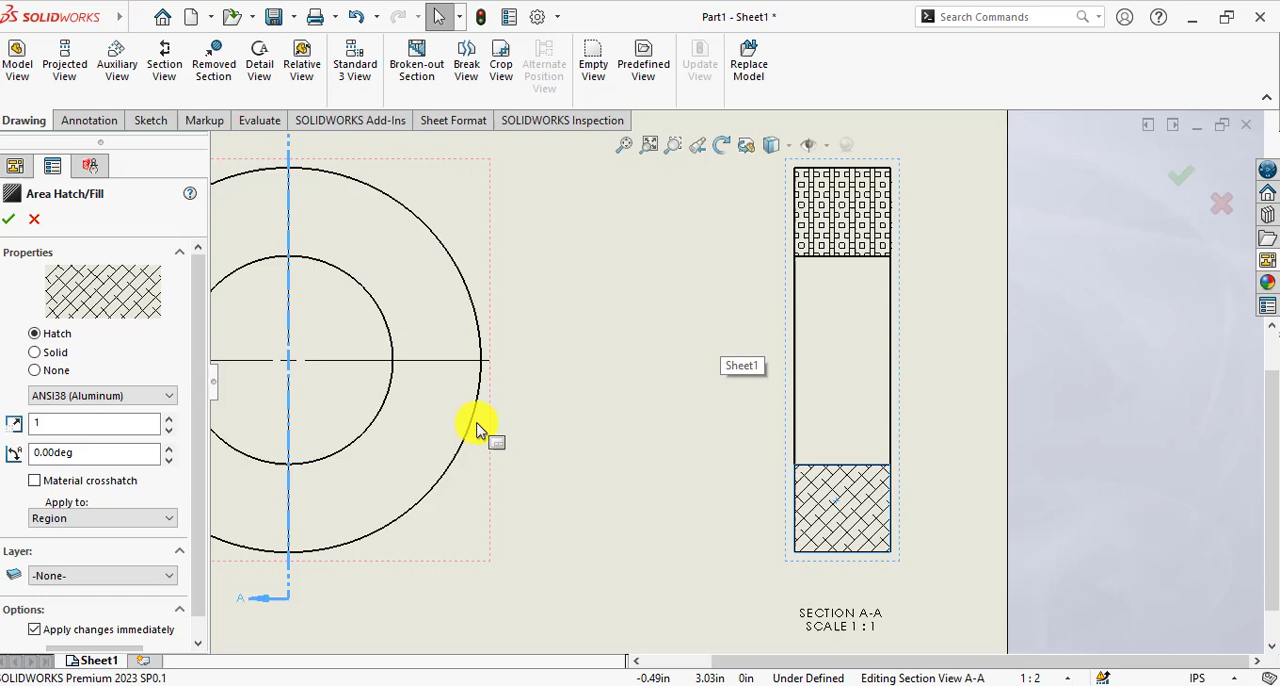 SOLIDWORKS
Part1 - Sheet1 *
Search Commands
Model View
Projected View
Auxiliary View
Section View
Removed Section
Detail View
Relative View
Standard 3 View
Broken-out Section
Break View
Crop View
Alternate Position View
Empty View
Predefined View
Update View
Replace Model
Drawing
Annotation
Sketch
Markup
Evaluate
SOLIDWORKS Add-Ins
Sheet Format
SOLIDWORKS Inspection
Area Hatch/Fill
Properties
Hatch
Solid
None
ANSI38 (Aluminum)
1
0.00deg
Material crosshatch
Apply to:
Region
Layer:
-None-
Options:
Apply changes immediately
Sheet1
A
SECTION A-A
SCALE 1 : 1
Sheet1
SOLIDWORKS Premium 2023 SP0.1
-0.49in
3.03in
0in
Under Defined
Editing Section View A-A
1 : 2
IPS